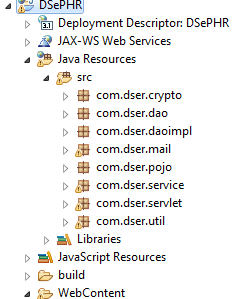 DSePHR
Deployment Descriptor: DSePHR
JAX-WS Web Services
Java Resources
src
com.dser.crypto
com.dser.dao
com.dser.daoimpl
com.dser.mail
com.dser.pojo
com.dser.service
com.dser.servlet
com.dser.util
Libraries
JavaScript Resources
build
WebContent